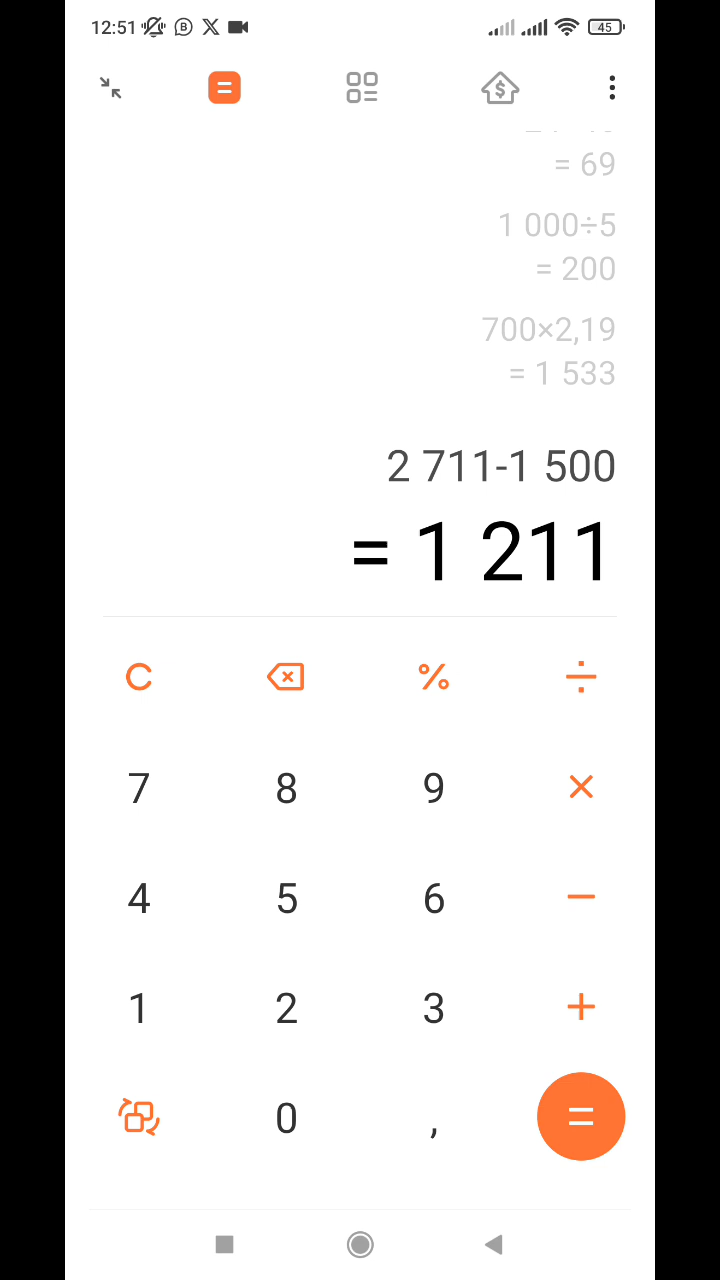 12:51
45
= 69
1 000÷5
= 200
700×2,19
= 1 533
2 711-1 500
= 1 211
C % ÷
7 8 9 ×
4 5 6 −
1 2 3 +
0 , =